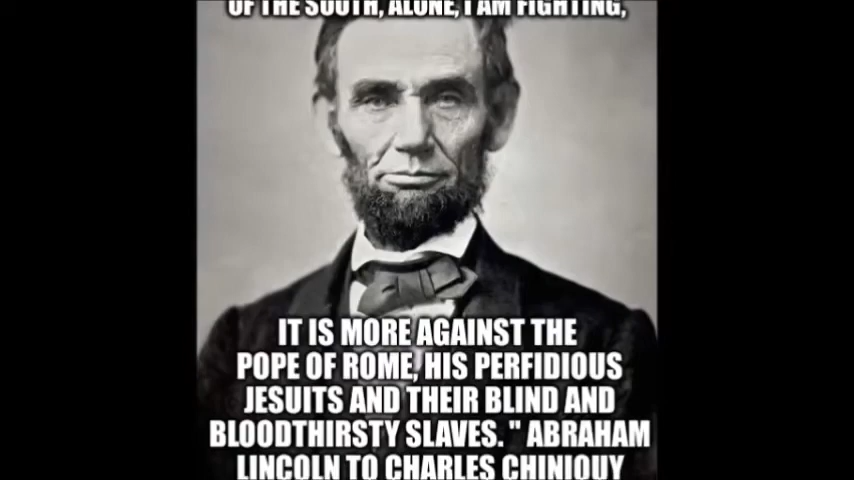 OF THE SOUTH, ALONE, I AM FIGHTING,
IT IS MORE AGAINST THE
POPE OF ROME, HIS PERFIDIOUS
JESUITS AND THEIR BLIND AND
BLOODTHIRSTY SLAVES. " ABRAHAM
LINCOLN TO CHARLES CHINIQUY